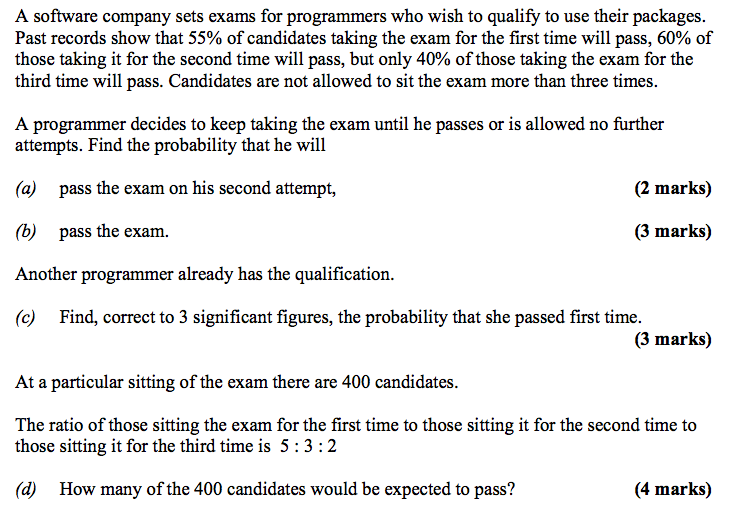 A software company sets exams for programmers who wish to qualify to use their packages.
Past records show that 55% of candidates taking the exam for the first time will pass, 60% of
those taking it for the second time will pass, but only 40% of those taking the exam for the
third time will pass. Candidates are not allowed to sit the exam more than three times.
A programmer decides to keep taking the exam until he passes or is allowed no further
attempts. Find the probability that he will
(a) pass the exam on his second attempt, (2 marks)
(b) pass the exam. (3 marks)
Another programmer already has the qualification.
(c) Find, correct to 3 significant figures, the probability that she passed first time.
(3 marks)
At a particular sitting of the exam there are 400 candidates.
The ratio of those sitting the exam for the first time to those sitting it for the second time to
those sitting it for the third time is 5 : 3 : 2
(d) How many of the 400 candidates would be expected to pass? (4 marks)